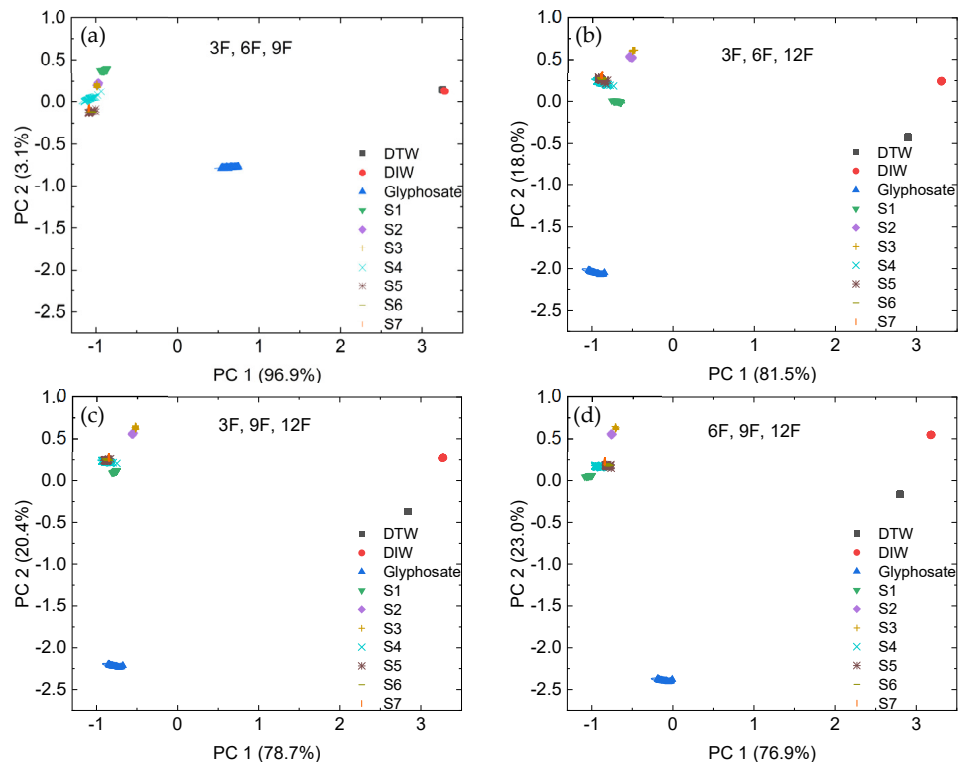 (a)
3F, 6F, 9F
1.0
0.5
0.0
-0.5
-1.0
-1.5
-2.0
-2.5
PC 2 (3.1%)
DTW
DIW
Glyphosate
S1
S2
S3
S4
S5
S6
S7
-1
0
1
2
3
PC 1 (96.9%)
(b)
3F, 6F, 12F
1.0
0.5
0.0
-0.5
-1.0
-1.5
-2.0
-2.5
PC 2 (18.0%)
DTW
DIW
Glyphosate
S1
S2
S3
S4
S5
S6
S7
-1
0
1
2
3
PC 1 (81.5%)
(c)
3F, 9F, 12F
1.0
0.5
0.0
-0.5
-1.0
-1.5
-2.0
-2.5
PC 2 (20.4%)
DTW
DIW
Glyphosate
S1
S2
S3
S4
S5
S6
S7
-1
0
1
2
3
PC 1 (78.7%)
(d)
6F, 9F, 12F
1.0
0.5
0.0
-0.5
-1.0
-1.5
-2.0
-2.5
PC 2 (23.0%)
DTW
DIW
Glyphosate
S1
S2
S3
S4
S5
S6
S7
-1
0
1
2
3
PC 1 (76.9%)